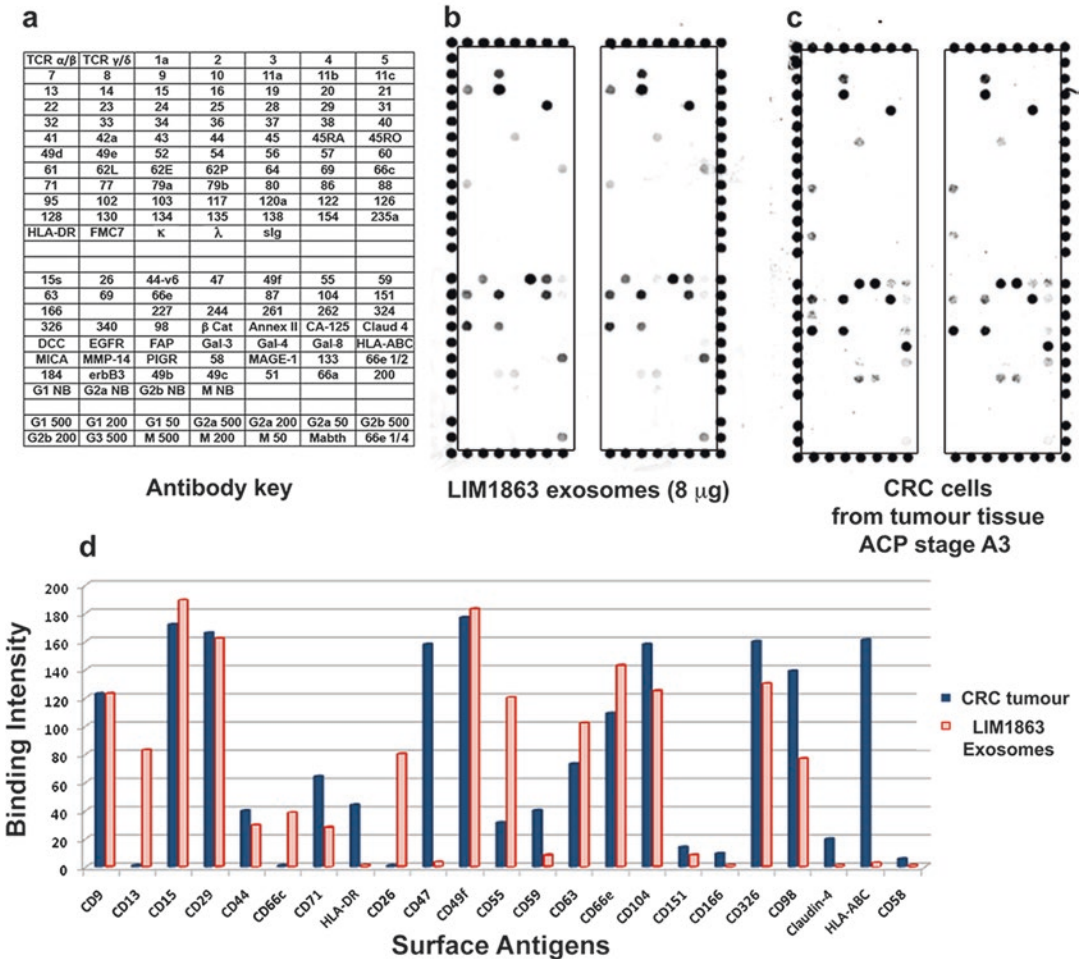 a
TCR α/β TCR γ/δ 1a 2 3 4 5
7 8 9 10 11a 11b 11c
13 14 15 16 19 20 21
22 23 24 25 28 29 31
32 33 34 36 37 38 40
41 42a 43 44 45 45RA 45RO
49d 49e 52 54 56 57 60
61 62L 62E 62P 64 69 66c
71 77 79a 79b 80 86 88
95 102 103 117 120a 122 126
128 130 134 135 138 154 235a
HLA-DR FMC7 κ λ sIg
15s 26 44-v6 47 49f 55 59
63 69 66e 87 104 151
166 227 244 261 262 324
326 340 98 β Cat Annex II CA-125 Claud 4
DCC EGFR FAP Gal-3 Gal-4 Gal-8 HLA-ABC
MICA MMP-14 PIGR 58 MAGE-1 133 66e 1/2
184 erbB3 49b 49c 51 66a 200
G1 NB G2a NB G2b NB M NB
G1 500 G1 200 G1 50 G2a 500 G2a 200 G2a 50 G2b 500
G2b 200 G3 500 M 500 M 200 M 50 Mabth 66e 1/4
Antibody key
b
LIM1863 exosomes (8 μg)
c
CRC cells
from tumour tissue
ACP stage A3
d
Binding Intensity
200
180
160
140
120
100
80
60
40
20
0
CD9
CD13
CD15
CD29
CD44
CD66c
CD71
HLA-DR
CD26
CD47
CD49f
CD55
CD59
CD63
CD66e
CD104
CD151
CD166
CD326
CD98
Claudin-4
HLA-ABC
CD58
Surface Antigens
CRC tumour
LIM1863
Exosomes